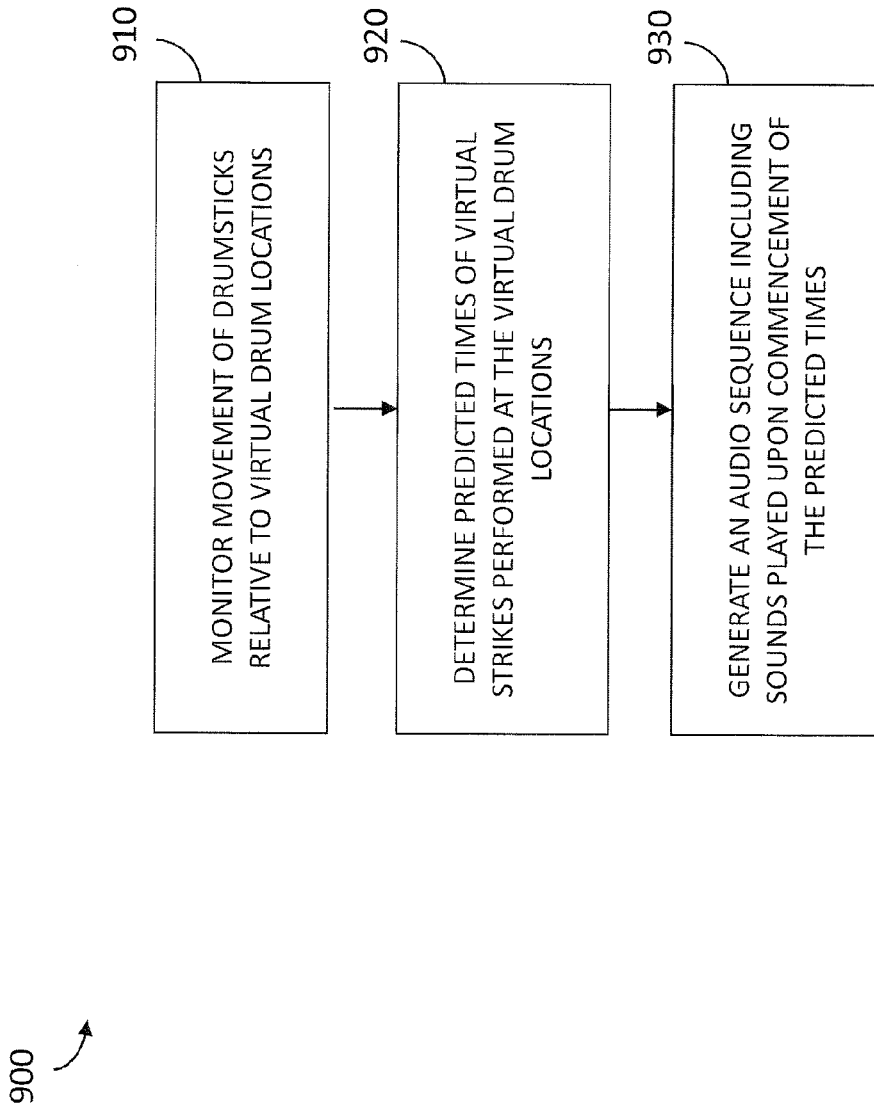 900
910
MONITOR MOVEMENT OF DRUMSTICKS
RELATIVE TO VIRTUAL DRUM LOCATIONS
920
DETERMINE PREDICTED TIMES OF VIRTUAL
STRIKES PERFORMED AT THE VIRTUAL DRUM
LOCATIONS
930
GENERATE AN AUDIO SEQUENCE INCLUDING
SOUNDS PLAYED UPON COMMENCEMENT OF
THE PREDICTED TIMES